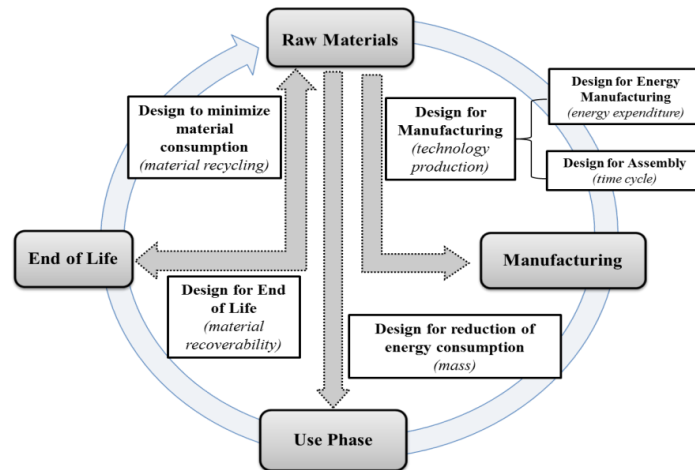 Raw Materials
Design to minimize
material
consumption
(material recycling)
Design for
Manufacturing
(technology
production)
Design for Energy
Manufacturing
(energy expenditure)
Design for Assembly
(time cycle)
End of Life
Manufacturing
Design for End
of Life
(material
recoverability)
Design for reduction of
energy consumption
(mass)
Use Phase